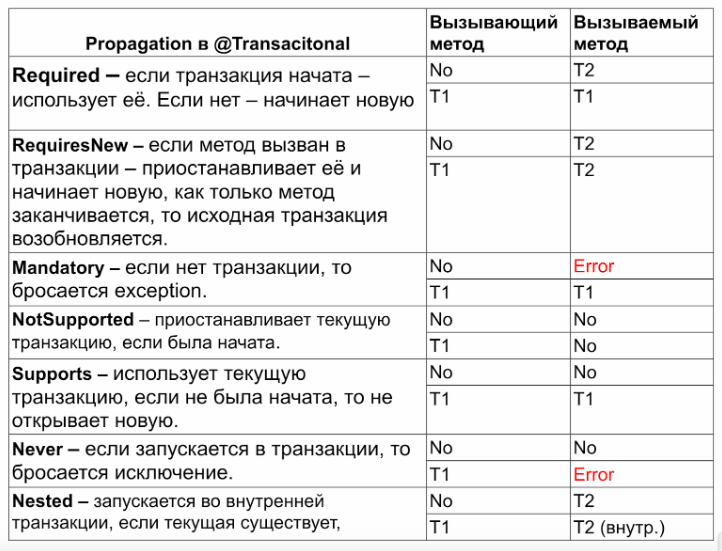 Propagation в @Transacitonal
Вызывающий метод
Вызываемый метод
Required – если транзакция начата –
использует её. Если нет – начинает новую
No
T2
T1
T1
RequiresNew – если метод вызван в
транзакции – приостанавливает её и
начинает новую, как только метод
заканчивается, то исходная транзакция
возобновляется.
No
T2
T1
T2
Mandatory – если нет транзакции, то
бросается exception.
No
Error
T1
T1
NotSupported – приостанавливает текущую
транзакцию, если была начата.
No
No
T1
No
Supports – использует текущую
транзакцию, если не была начата, то не
открывает новую.
No
No
T1
T1
Never – если запускается в транзакции, то
бросается исключение.
No
No
T1
Error
Nested – запускается во внутренней
транзакции, если текущая существует,
No
T2
T1
T2 (внутр.)